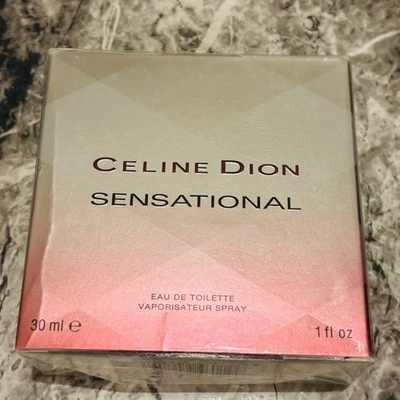 CELINE DION
SENSATIONAL
EAU DE TOILETTE
VAPORISATEUR SPRAY
30 ml ℮ 1 fl oz